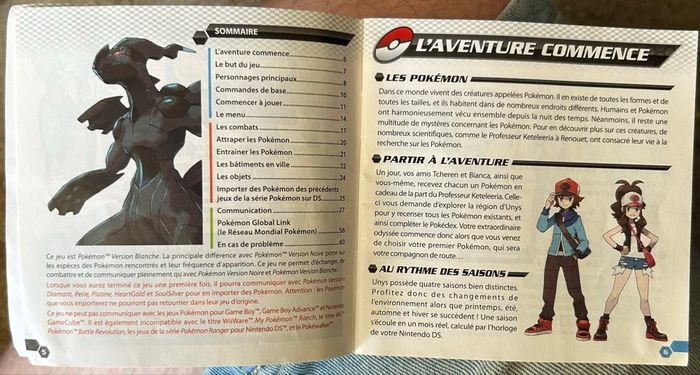 SOMMAIRE
L'aventure commence 6
Le but du jeu 7
Personnages principaux 8
Commandes de base 10
Commencer à jouer 11
Le menu 14
Les combats 17
Attraper les Pokémon 20
Entraîner les Pokémon 21
Les bâtiments en ville 22
Les objets 24
Importer des Pokémon des précédents
jeux de la série Pokémon sur DS 25
Communication 27
Pokémon Global Link
(le Réseau Mondial Pokémon) 56
En cas de problème 60
Ce jeu est Pokémon™ Version Blanche. La principale différence avec Pokémon™ Version Noire porte sur
les espèces des Pokémon rencontrés et leur fréquence d'apparition. Ce jeu ne permet d'échanger, de
combattre et de communiquer pleinement qu'avec Pokémon Version Noire et Pokémon Version Blanche.
Lorsque vous aurez terminé ce jeu une première fois, il pourra communiquer avec Pokémon Version
Diamant, Perle, Platine, HeartGold et SoulSilver pour en importer des Pokémon. Attention : les Pokémon
que vous importerez ne pourront pas retourner dans leur jeu d'origine.
Ce jeu ne peut pas communiquer avec les jeux Pokémon pour Game Boy™, Game Boy Advance™ et Nintendo
GameCube™. Il est également incompatible avec le titre WiiWare™ My Pokémon™ Ranch, le titre Wii™
Pokémon™ Battle Revolution, les jeux de la série Pokémon Ranger pour Nintendo DS™, et le Pokéwalker™.
5
L'AVENTURE COMMENCE
LES POKÉMON
Dans ce monde vivent des créatures appelées Pokémon. Il en existe de toutes les formes et de
toutes les tailles, et ils habitent dans de nombreux endroits différents. Humains et Pokémon
ont harmonieusement vécu ensemble depuis la nuit des temps. Néanmoins, il reste une
multitude de mystères concernant les Pokémon. Pour en découvrir plus sur ces créatures, de
nombreux scientifiques, comme le Professeur Keteleeria à Renouet, ont consacré leur vie à la
recherche sur les Pokémon.
PARTIR À L'AVENTURE
Un jour, vos amis Tcheren et Bianca, ainsi que
vous-même, recevez chacun un Pokémon en
cadeau de la part du Professeur Keteleeria. Celle-
ci vous demande d'explorer la région d'Unys
pour y recenser tous les Pokémon existants, et
ainsi compléter le Pokédex. Votre extraordinaire
odyssée commence donc alors que vous venez
de choisir votre premier Pokémon, qui sera
votre compagnon de route...
AU RYTHME DES SAISONS
Unys possède quatre saisons bien distinctes.
Profitez donc des changements de
l'environnement alors que printemps, été,
automne et hiver se succèdent ! Une saison
s'écoule en un mois réel, calculé par l'horloge
de votre Nintendo DS.
6